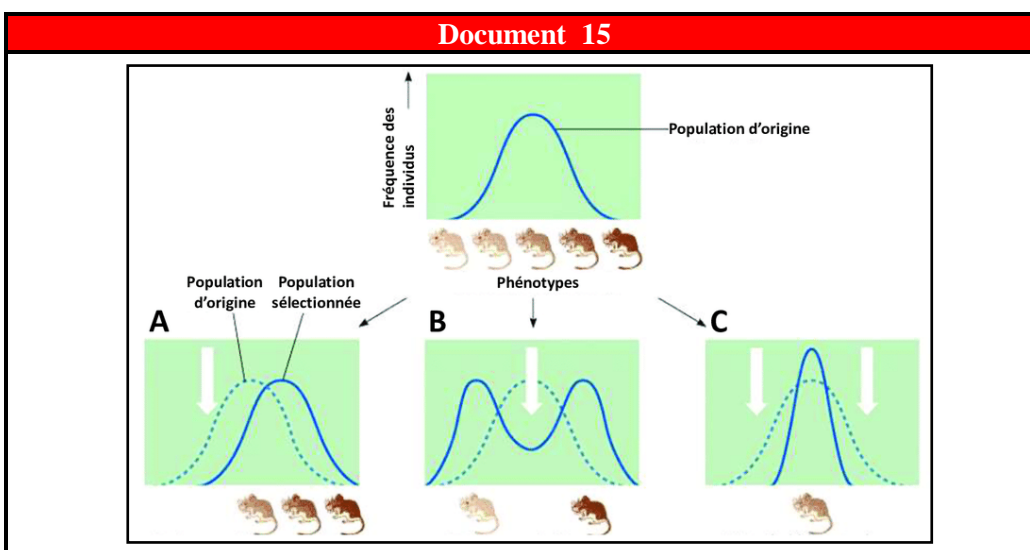 Document 15
Fréquence des
individus
Population d'origine
Phénotypes
Population
d'origine
Population
sélectionnée
A
B
C